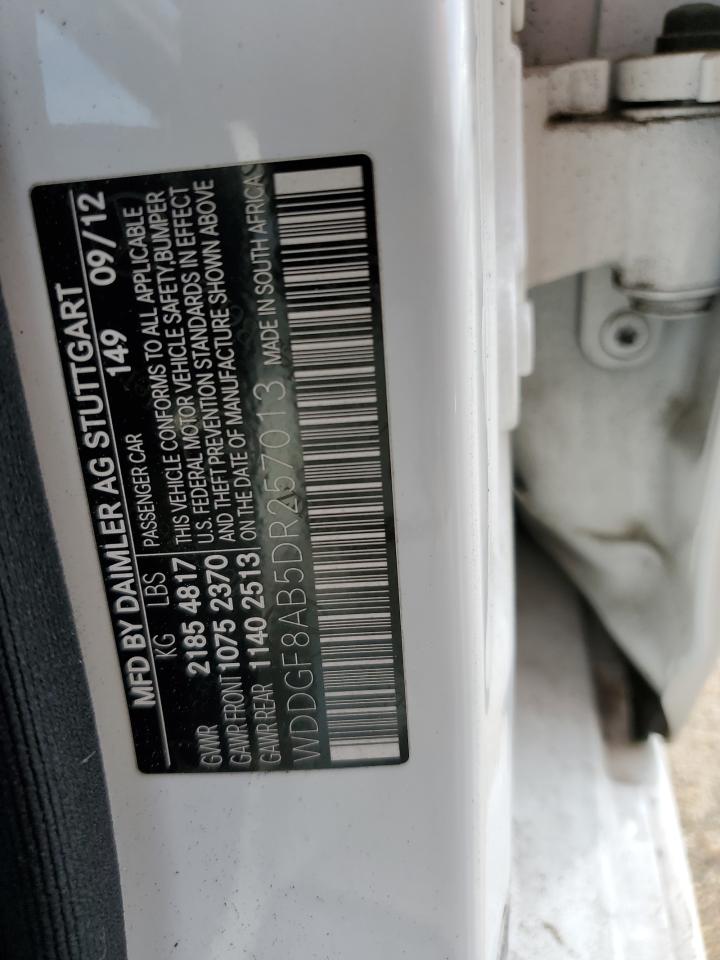 MFD BY DAIMLER AG STUTTGART
149 09/12
KG LBS PASSENGER CAR
GVWR 2185 4817 THIS VEHICLE CONFORMS TO ALL APPLICABLE
GAWR FRONT 1075 2370 U.S. FEDERAL MOTOR VEHICLE SAFETY,BUMPER
AND THEFT PREVENTION STANDARDS IN EFFECT
GAWR REAR 1140 2513 ON THE DATE OF MANUFACTURE SHOWN ABOVE
WDDGF8AB5DR257013 MADE IN SOUTH AFRICA